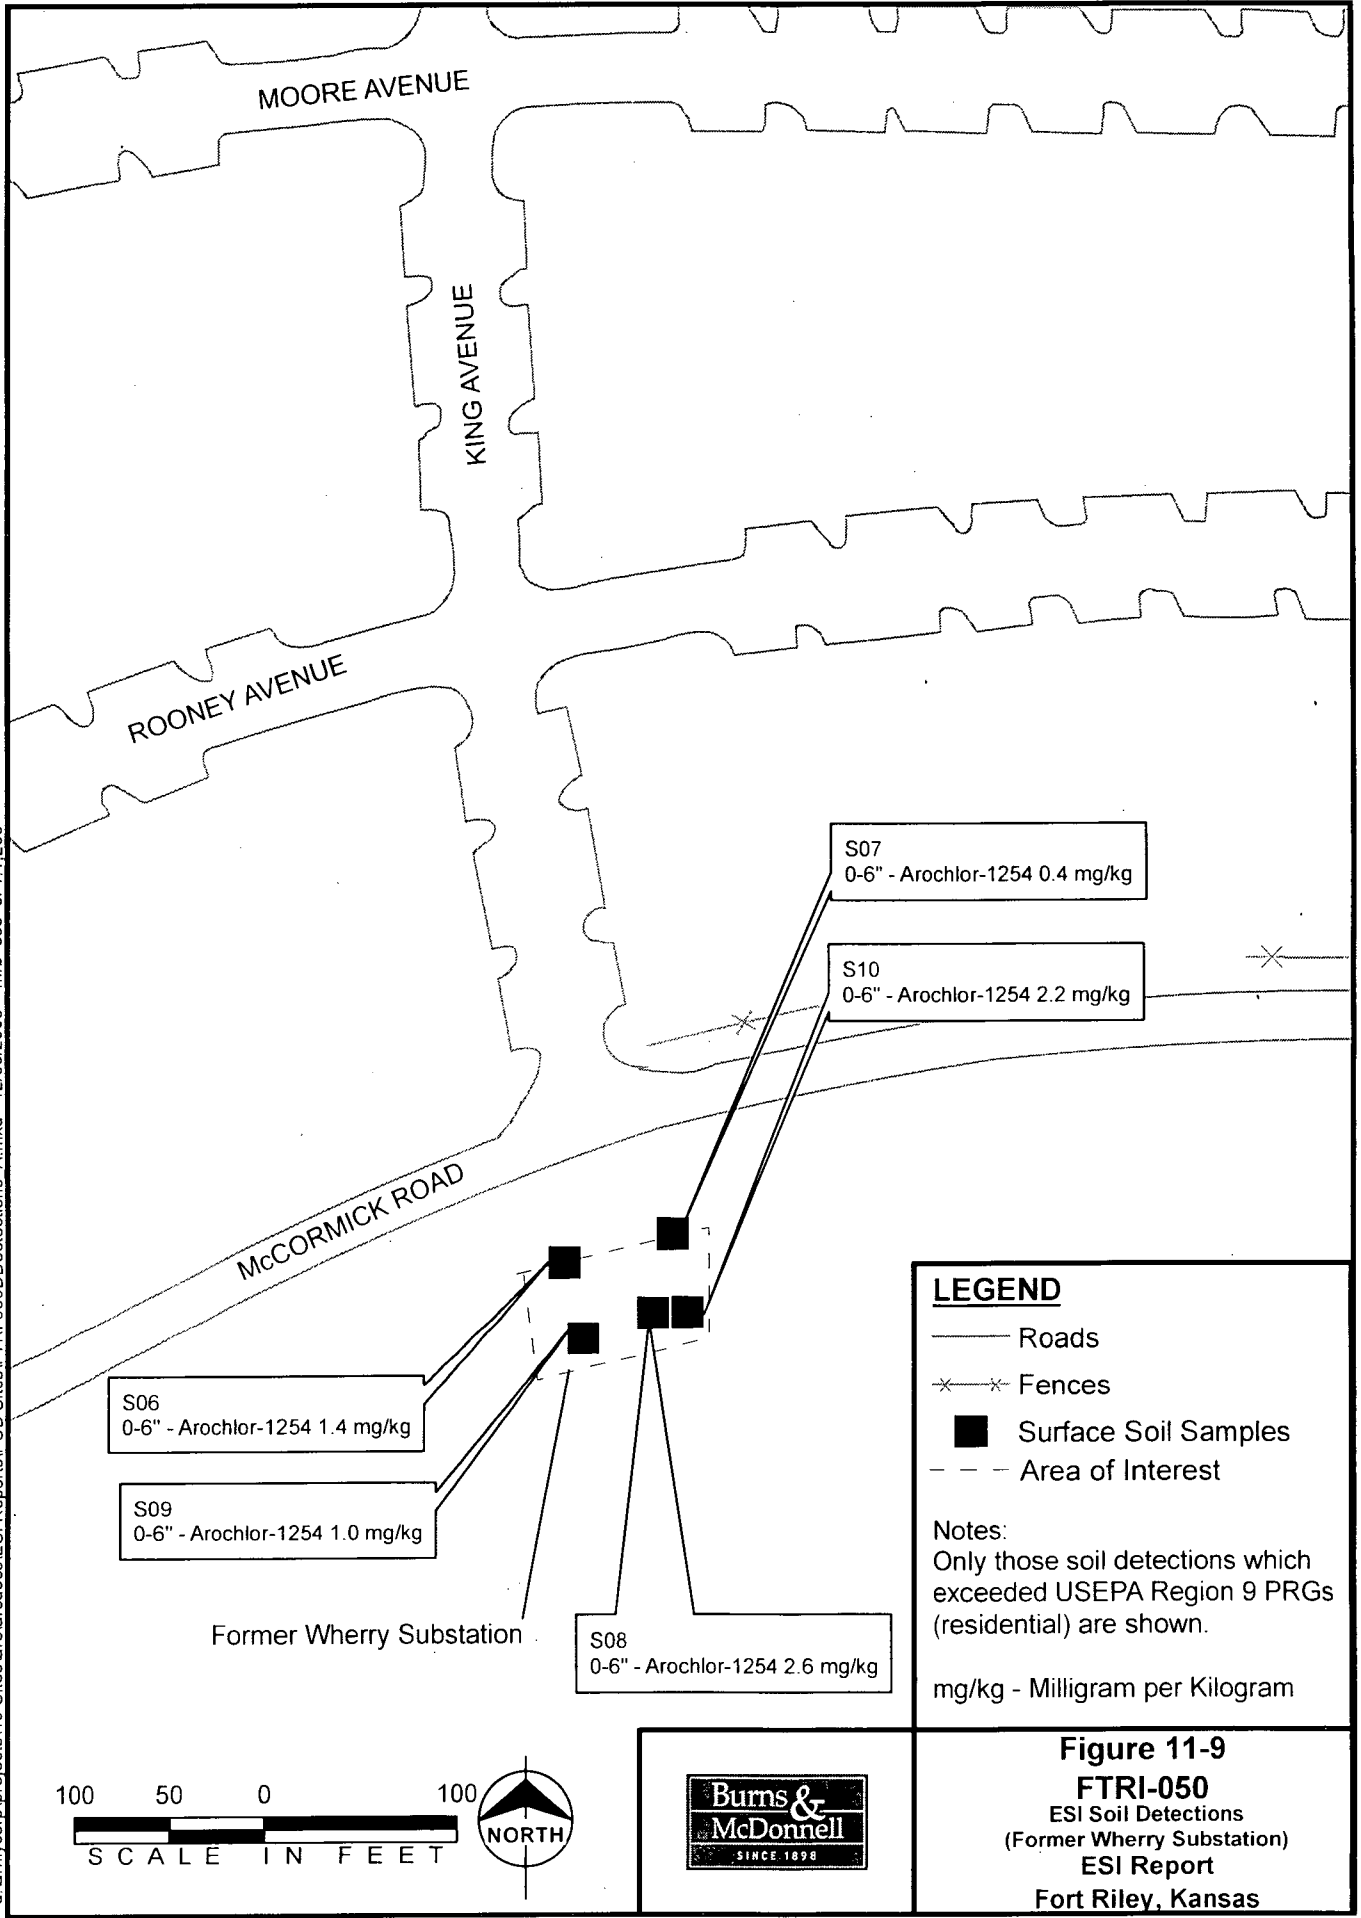 MOORE AVENUE
KING AVENUE
ROONEY AVENUE
S07
0-6" - Arochlor-1254 0.4 mg/kg
S10
0-6" - Arochlor-1254 2.2 mg/kg
McCORMICK ROAD
S06
0-6" - Arochlor-1254 1.4 mg/kg
S09
0-6" - Arochlor-1254 1.0 mg/kg
Former Wherry Substation
S08
0-6" - Arochlor-1254 2.6 mg/kg
LEGEND
Roads
Fences
Surface Soil Samples
Area of Interest
Notes:
Only those soil detections which
exceeded USEPA Region 9 PRGs
(residential) are shown.
mg/kg - Milligram per Kilogram
100 50 0 100
SCALE IN FEET
NORTH
Burns &
McDonnell
SINCE 1898
Figure 11-9
FTRI-050
ESI Soil Detections
(Former Wherry Substation)
ESI Report
Fort Riley, Kansas